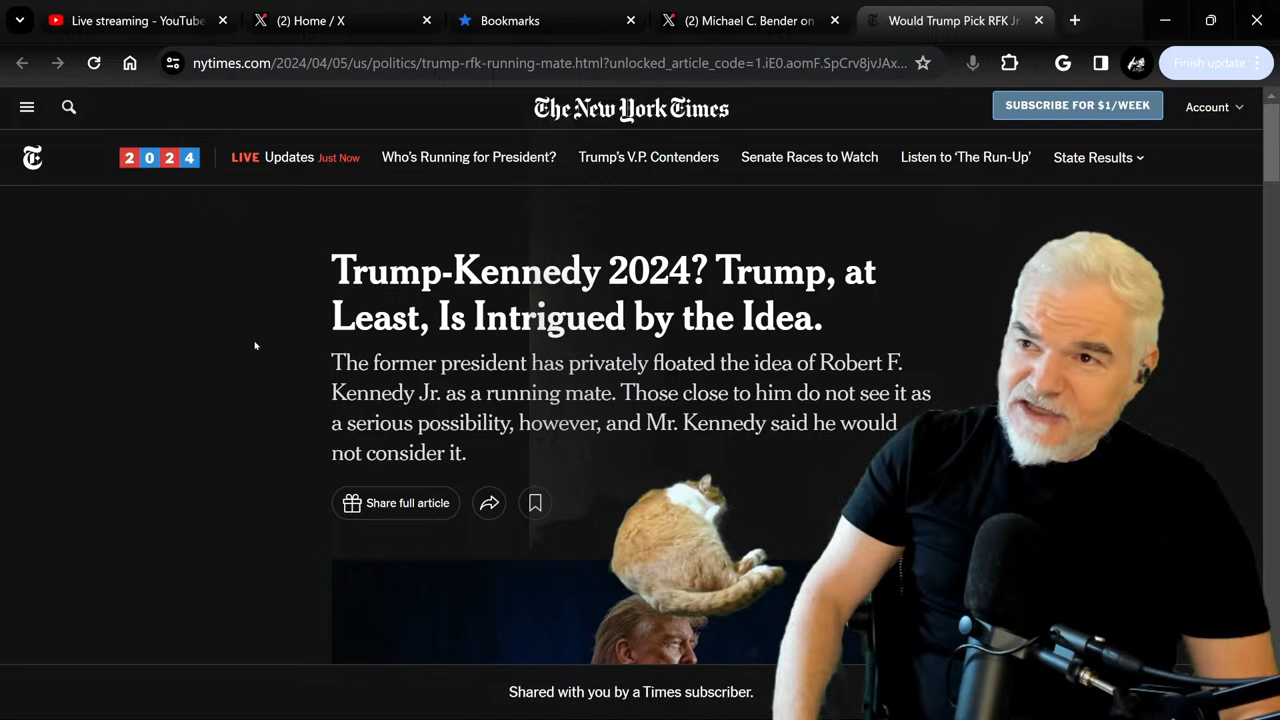 Live streaming - YouTube
(2) Home / X
Bookmarks
(2) Michael C. Bender on
Would Trump Pick RFK Jr
nytimes.com/2024/04/05/us/politics/trump-rfk-running-mate.html?unlocked_article_code=1.iE0.aomF.SpCrv8jvJAx...
Finish update
The New York Times
SUBSCRIBE FOR $1/WEEK
Account
2024
LIVE Updates Just Now
Who's Running for President?
Trump's V.P. Contenders
Senate Races to Watch
Listen to ‘The Run-Up’
State Results
Trump-Kennedy 2024? Trump, at
Least, Is Intrigued by the Idea.
The former president has privately floated the idea of Robert F.
Kennedy Jr. as a running mate. Those close to him do not see it as
a serious possibility, however, and Mr. Kennedy said he would
not consider it.
Share full article
Shared with you by a Times subscriber.